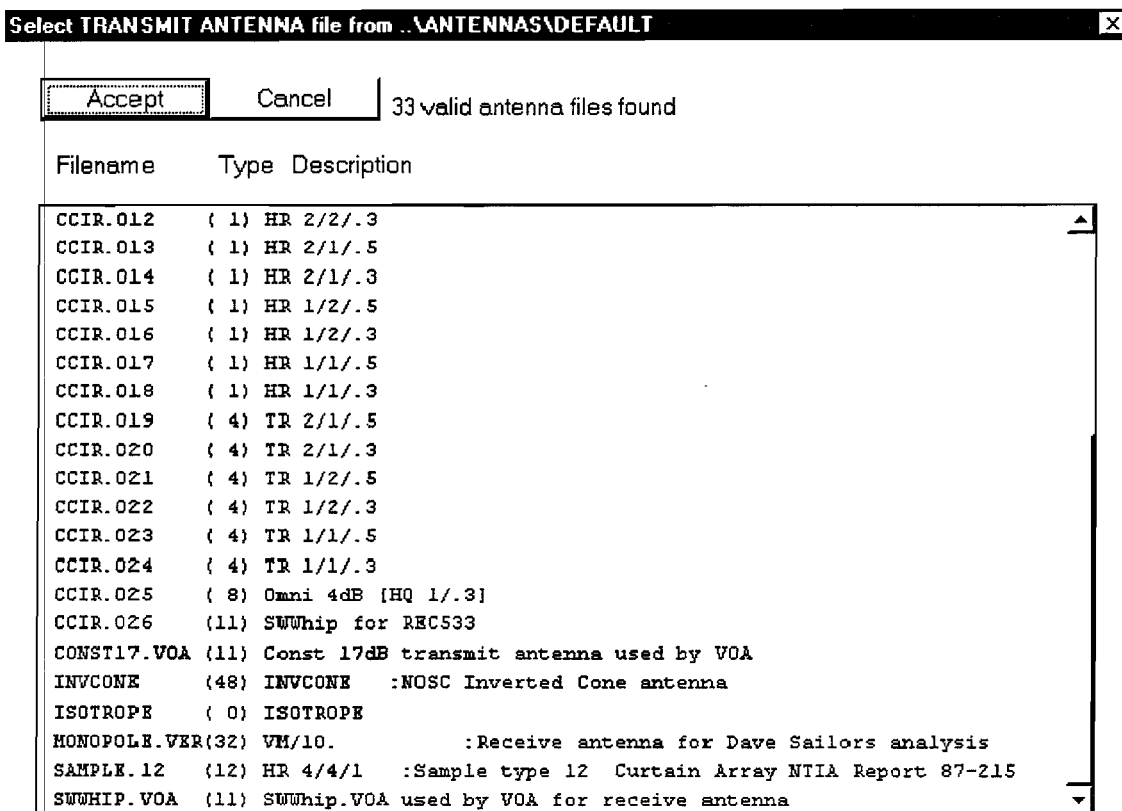 Select TRANSMIT ANTENNA file from ..\ANTENNAS\DEFAULT
Accept Cancel 33 valid antenna files found
Filename Type Description
CCIR.012 ( 1) HR 2/2/.3
CCIR.013 ( 1) HR 2/1/.5
CCIR.014 ( 1) HR 2/1/.3
CCIR.015 ( 1) HR 1/2/.5
CCIR.016 ( 1) HR 1/2/.3
CCIR.017 ( 1) HR 1/1/.5
CCIR.018 ( 1) HR 1/1/.3
CCIR.019 ( 4) TR 2/1/.5
CCIR.020 ( 4) TR 2/1/.3
CCIR.021 ( 4) TR 1/2/.5
CCIR.022 ( 4) TR 1/2/.3
CCIR.023 ( 4) TR 1/1/.5
CCIR.024 ( 4) TR 1/1/.3
CCIR.025 ( 8) Omni 4dB [HQ 1/.3]
CCIR.026 (11) SWWhip for REC533
CONST17.VOA (11) Const 17dB transmit antenna used by VOA
INVCONE (48) INVCONE :NOSC Inverted Cone antenna
ISOTROPE ( 0) ISOTROPE
MONOPOLE.VER(32) VM/10. :Receive antenna for Dave Sailors analysis
SAMPLE.12 (12) HR 4/4/1 :Sample type 12 Curtain Array NTIA Report 87-215
SWWHIP.VOA (11) SWWhip.VOA used by VOA for receive antenna